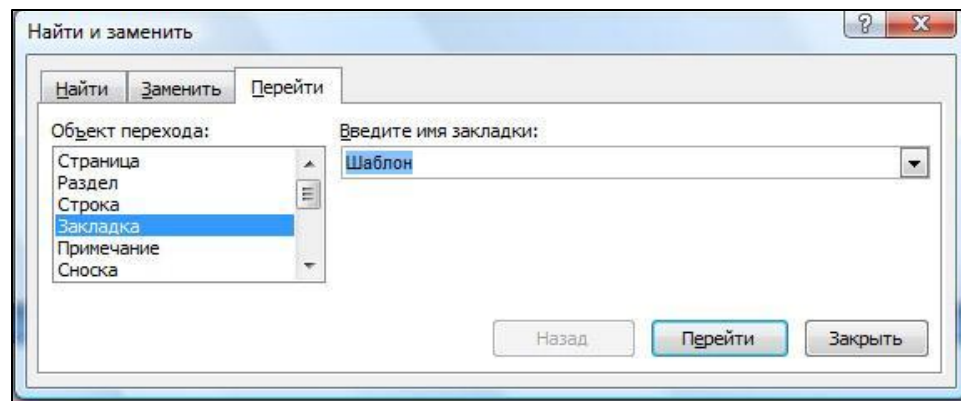 Найти и заменить
Найти Заменить Перейти
Объект перехода: Введите имя закладки:
Страница Шаблон
Раздел
Строка
Закладка
Примечание
Сноска
Назад Перейти Закрыть